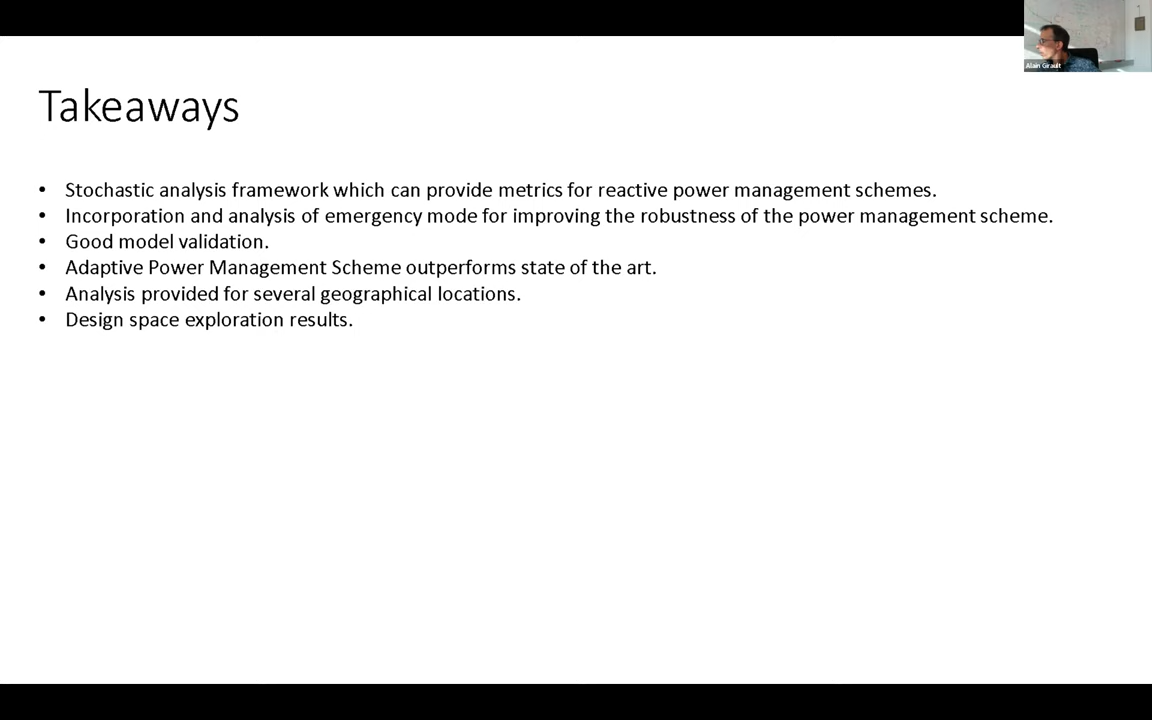 Alain Girault
Takeaways
• Stochastic analysis framework which can provide metrics for reactive power management schemes.
• Incorporation and analysis of emergency mode for improving the robustness of the power management scheme.
• Good model validation.
• Adaptive Power Management Scheme outperforms state of the art.
• Analysis provided for several geographical locations.
• Design space exploration results.